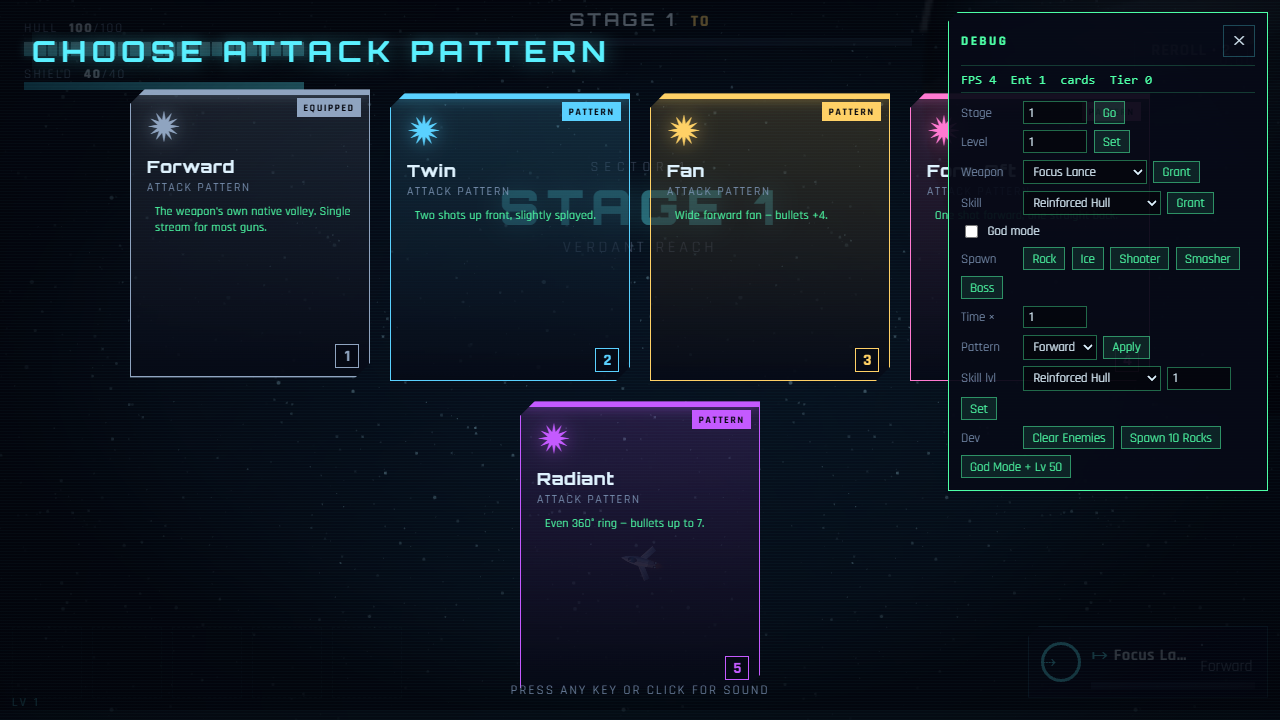 HULL 100/100
STAGE 1 TO
CHOOSE ATTACK PATTERN
SHIELD 40/40
EQUIPPED
Forward
ATTACK PATTERN
The weapon's own native volley. Single
stream for most guns.
1
PATTERN
Twin
ATTACK PATTERN
Two shots up front, slightly splayed.
2
PATTERN
Fan
ATTACK PATTERN
Wide forward fan – bullets +4.
3
SECTOR
STAGE 1
VERDANT REACH
PATTERN
Radiant
ATTACK PATTERN
Even 360° ring – bullets up to 7.
5
PRESS ANY KEY OR CLICK FOR SOUND
LV 1
DEBUG
×
FPS 4 Ent 1 cards Tier 0
Stage 1 Go
Level 1 Set
Weapon Focus Lance Grant
Skill Reinforced Hull Grant
God mode
Spawn Rock Ice Shooter Smasher
Boss
Time × 1
Pattern Forward Apply
Skill lvl Reinforced Hull 1
Set
Dev Clear Enemies Spawn 10 Rocks
God Mode + Lv 50
↦ Focus La… Forward